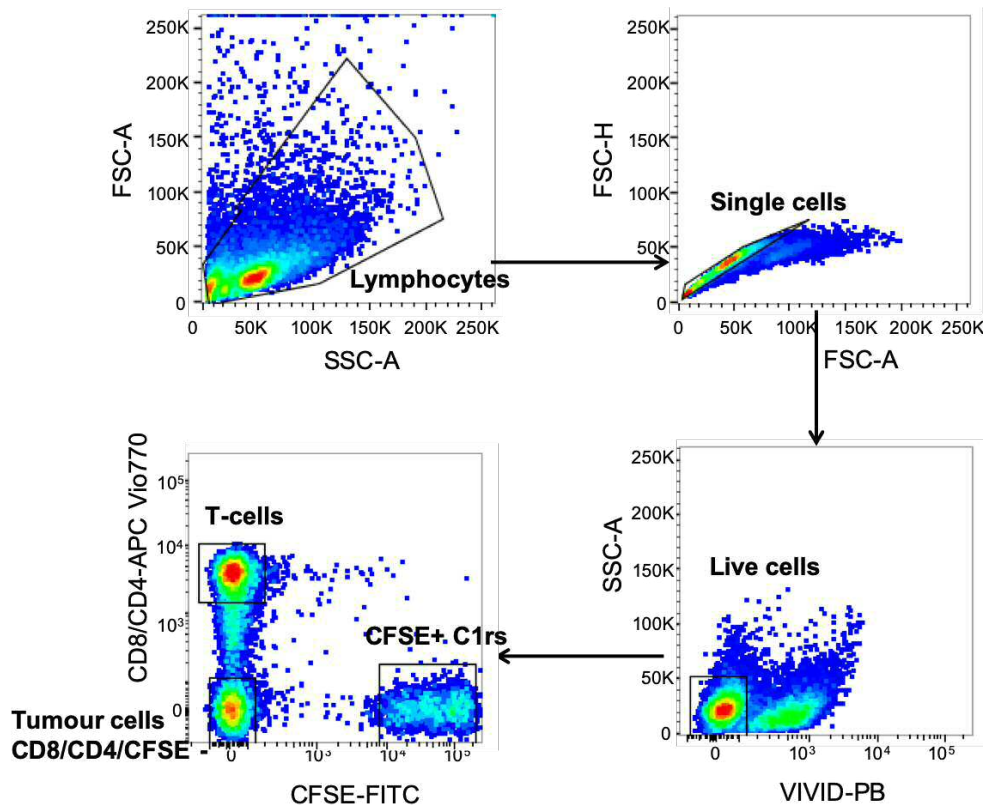 250K
200K
150K
100K
50K
0
FSC-A
0 50K 100K 150K 200K 250K
SSC-A
Lymphocytes
250K
200K
150K
100K
50K
0
FSC-H
Single cells
0 50K 100K 150K 200K 250K
FSC-A
10⁵
10⁴
10³
0
CD8/CD4-APC Vio770
T-cells
CFSE+ C1rs
Tumour cells
CD8/CD4/CFSE -
0 10³ 10⁴ 10⁵
CFSE-FITC
250K
200K
150K
100K
50K
0
SSC-A
Live cells
10³ 10⁴ 10⁵
VIVID-PB